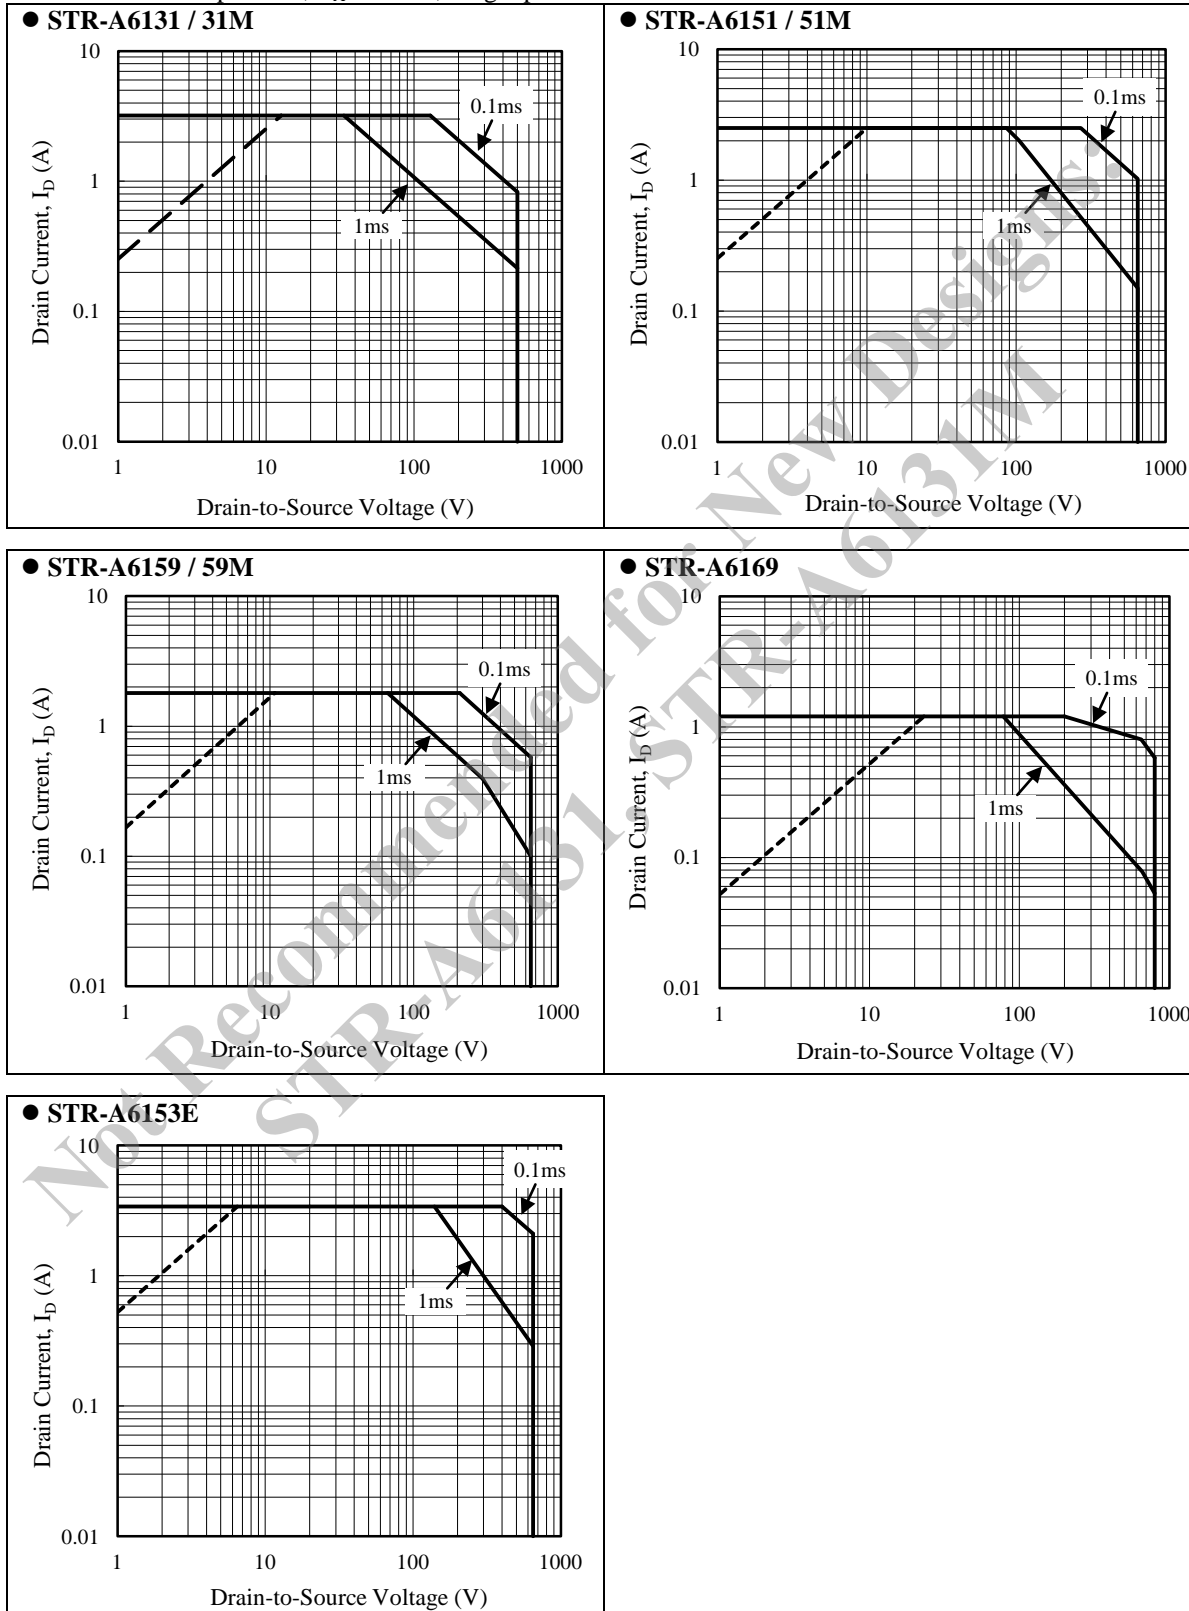 ● STR-A6131 / 31M
10
1
0.1
0.01
Drain Current, I_D (A)
0.1ms
1ms
1 10 100 1000
Drain-to-Source Voltage (V)
● STR-A6151 / 51M
10
1
0.1
0.01
Drain Current, I_D (A)
0.1ms
1ms
1 10 100 1000
Drain-to-Source Voltage (V)
● STR-A6159 / 59M
10
1
0.1
0.01
Drain Current, I_D (A)
0.1ms
1ms
1 10 100 1000
Drain-to-Source Voltage (V)
● STR-A6169
10
1
0.1
0.01
Drain Current, I_D (A)
0.1ms
1ms
1 10 100 1000
Drain-to-Source Voltage (V)
● STR-A6153E
10
1
0.1
0.01
Drain Current, I_D (A)
0.1ms
1ms
1 10 100 1000
Drain-to-Source Voltage (V)
Not Recommended for New Designs:
STR-A6131, STR-A6131M